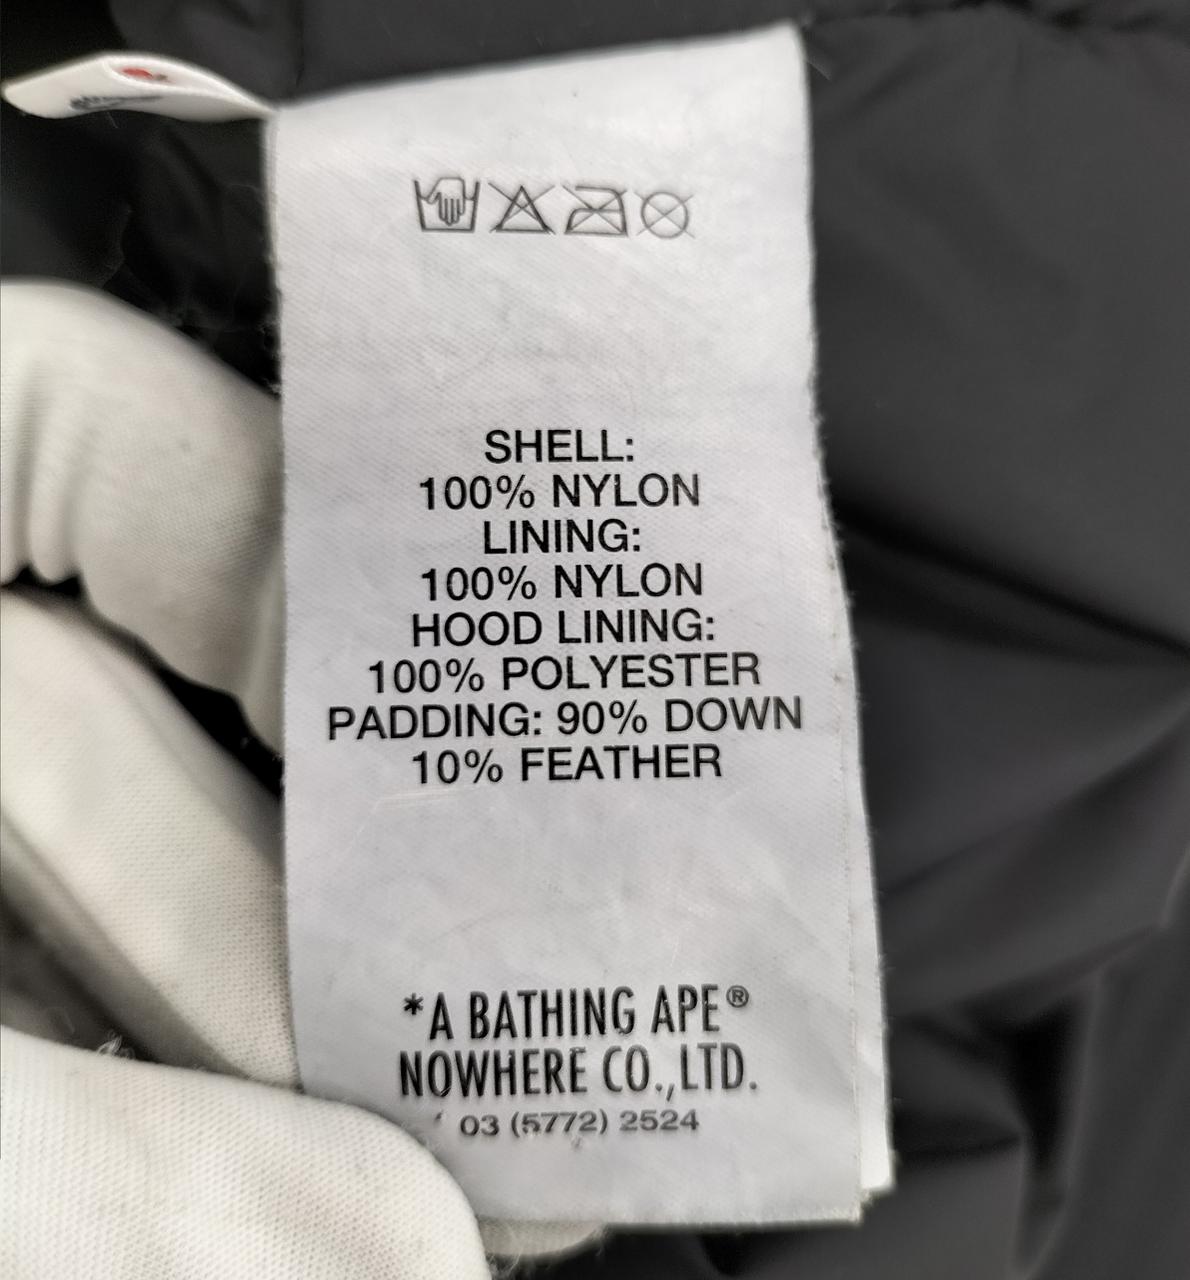 SHELL:
100% NYLON
LINING:
100% NYLON
HOOD LINING:
100% POLYESTER
PADDING: 90% DOWN
10% FEATHER
*A BATHING APE®
NOWHERE CO.,LTD.
03 (5772) 2524